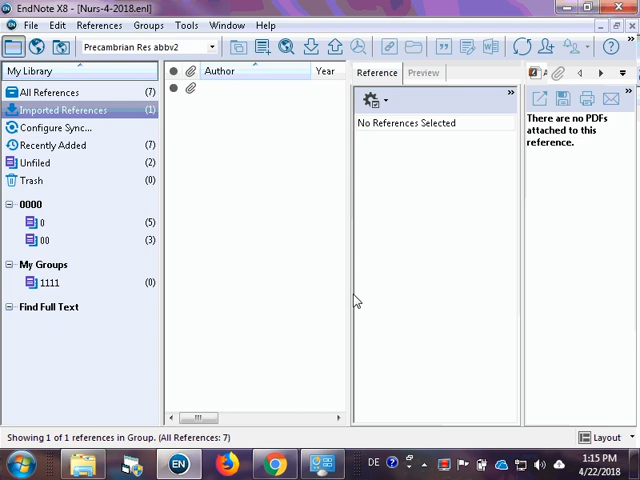 EndNote X8 - [Nurs-4-2018.enl]
File Edit References Groups Tools Window Help
Precambrian Res abbv2
My Library
Author Year
Reference Preview
All References (7)
Imported References (1)
Configure Sync...
Recently Added (7)
Unfiled (2)
Trash (0)
0000
0 (5)
00 (3)
My Groups
1111 (0)
Find Full Text
No References Selected
There are no PDFs
attached to this
reference.
Showing 1 of 1 references in Group. (All References: 7)
Layout
EN
DE
1:15 PM
4/22/2018